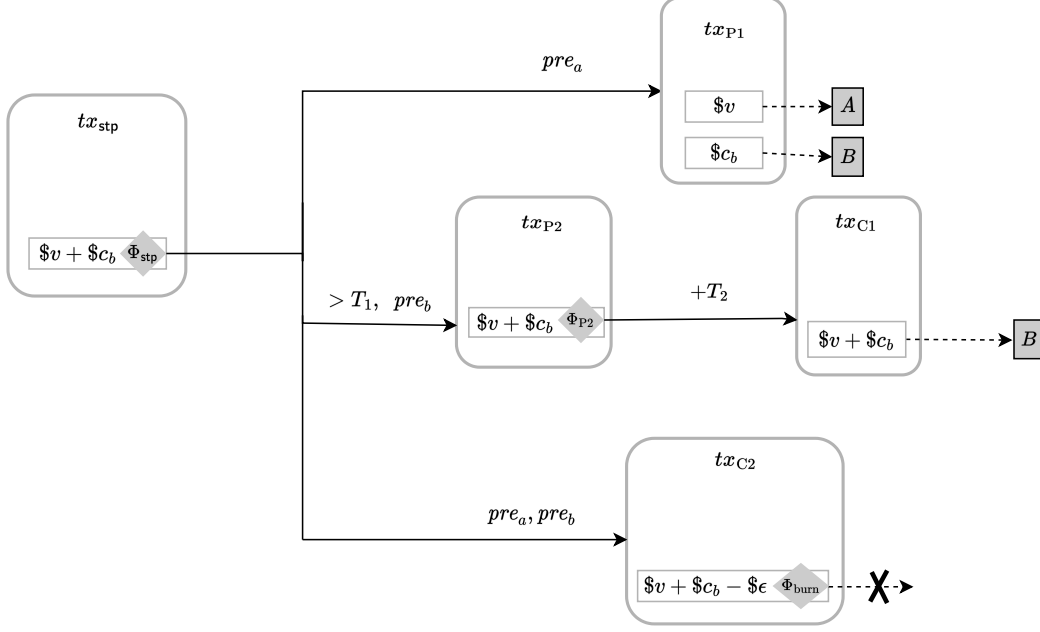 tx_P1
pre_a
$v
A
tx_stp
$c_b
B
tx_P2
tx_C1
$v + $c_b Φ_stp
> T_1, pre_b
+T_2
$v + $c_b Φ_P2
$v + $c_b
B
tx_C2
pre_a, pre_b
$v + $c_b − $ϵ Φ_burn